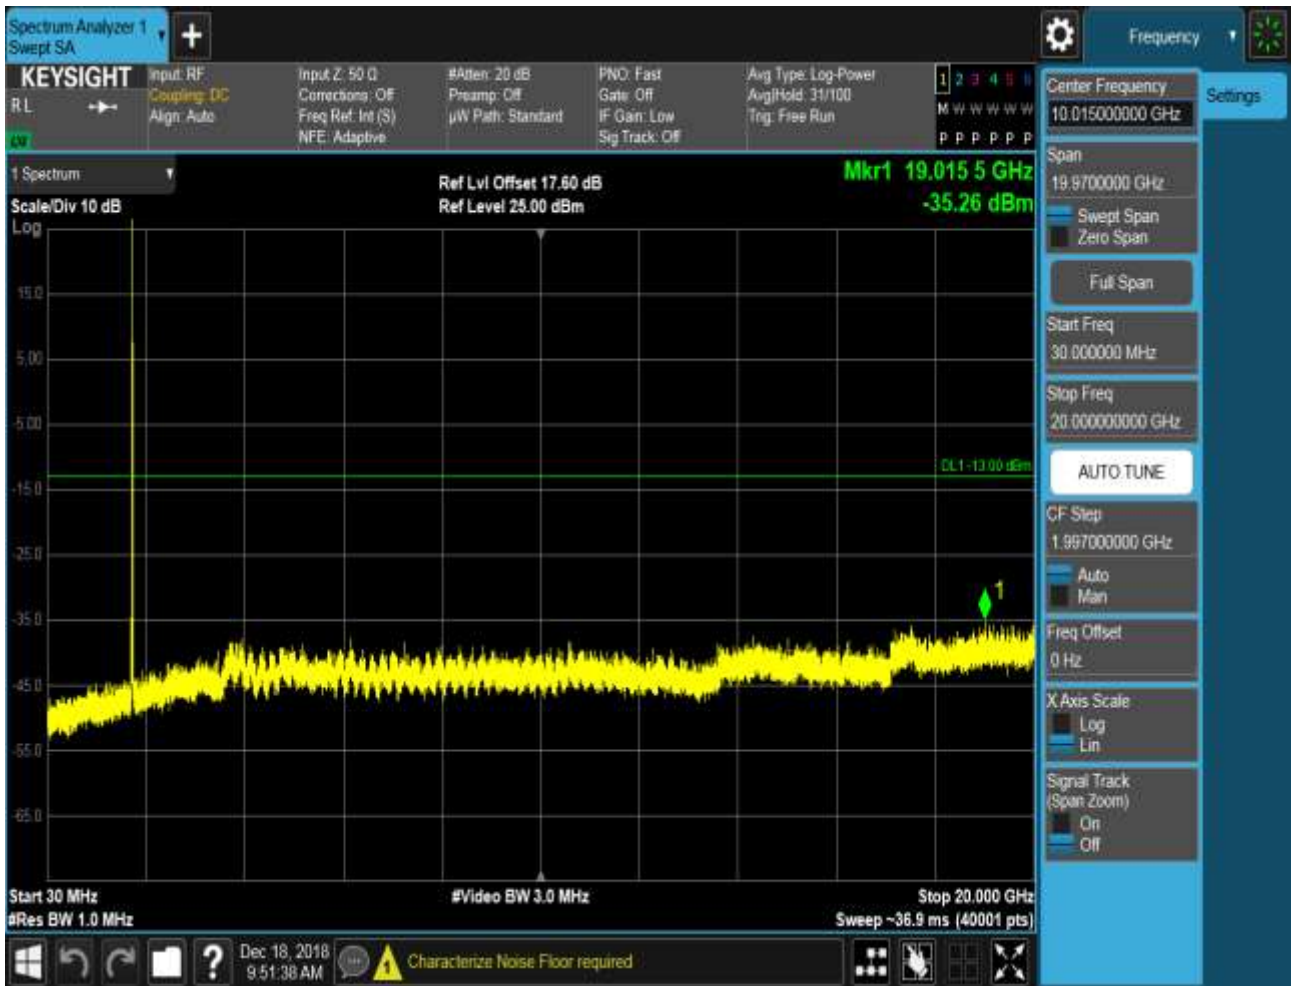 Spectrum Analyzer 1
Swept SA
+
Frequency
KEYSIGHT
Input: RF
Input Z: 50 Ω
#Atten: 20 dB
PNO: Fast
Avg Type: Log-Power
1 2 3 4 5 6
RL
Coupling: DC
Corrections: Off
Preamp: Off
Gate: Off
Avg|Hold: 31/100
M W W W W W
Align: Auto
Freq Ref: Int (S)
µW Path: Standard
IF Gain: Low
Trig: Free Run
NFE: Adaptive
Sig Track: Off
P P P P P P
1 Spectrum
Ref Lvl Offset 17.60 dB
Mkr1 19.015 5 GHz
Scale/Div 10 dB
Ref Level 25.00 dBm
-35.26 dBm
Log
15.0
5.00
-5.00
DL1 -13.00 dBm
-15.0
-25.0
1
-35.0
-45.0
-55.0
-65.0
Start 30 MHz
#Video BW 3.0 MHz
Stop 20.000 GHz
#Res BW 1.0 MHz
Sweep ~36.9 ms (40001 pts)
Center Frequency
10.015000000 GHz
Settings
Span
19.9700000 GHz
Swept Span
Zero Span
Full Span
Start Freq
30.000000 MHz
Stop Freq
20.000000000 GHz
AUTO TUNE
CF Step
1.997000000 GHz
Auto
Man
Freq Offset
0 Hz
X Axis Scale
Log
Lin
Signal Track
(Span Zoom)
On
Off
?
Dec 18, 2018
9:51:38 AM
1
Characterize Noise Floor required